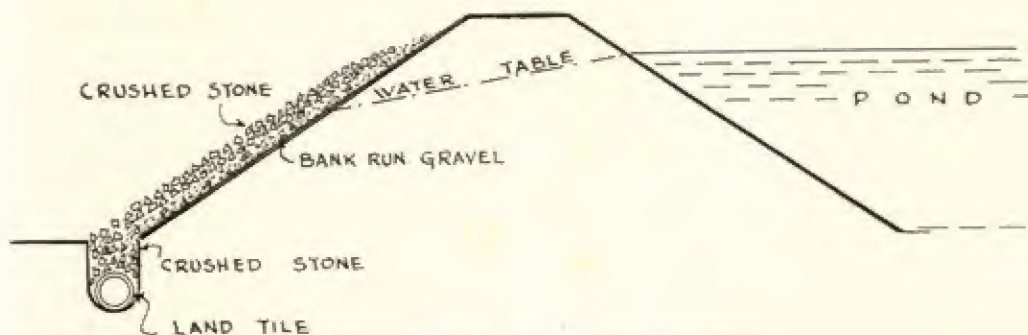 WATER TABLE
CRUSHED STONE
POND
BANK RUN GRAVEL
CRUSHED STONE
LAND TILE